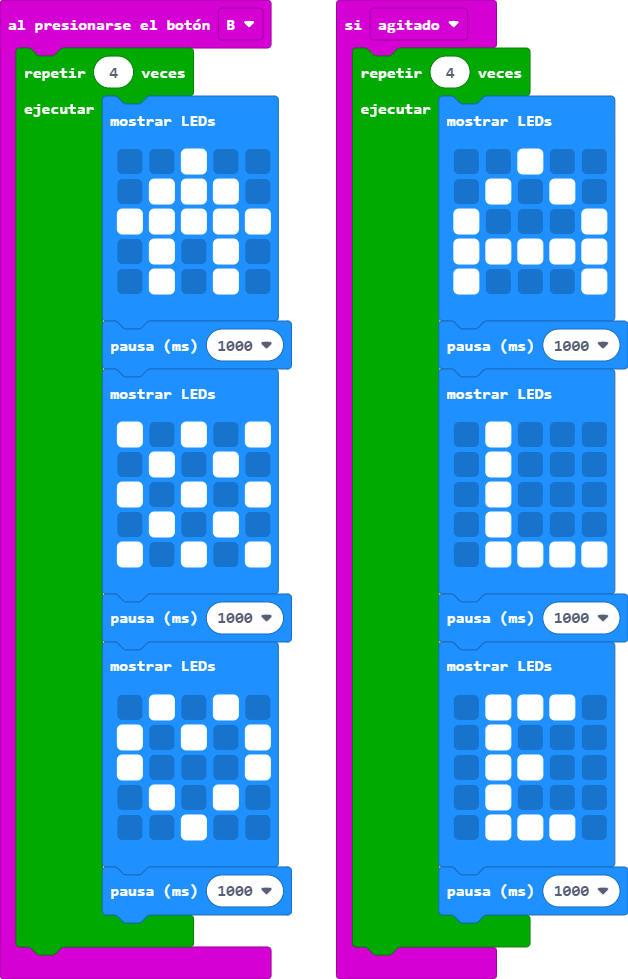 al presionarse el botón B
repetir 4 veces
ejecutar
mostrar LEDs
pausa (ms) 1000
mostrar LEDs
pausa (ms) 1000
mostrar LEDs
pausa (ms) 1000
si agitado
repetir 4 veces
ejecutar
mostrar LEDs
pausa (ms) 1000
mostrar LEDs
pausa (ms) 1000
mostrar LEDs
pausa (ms) 1000